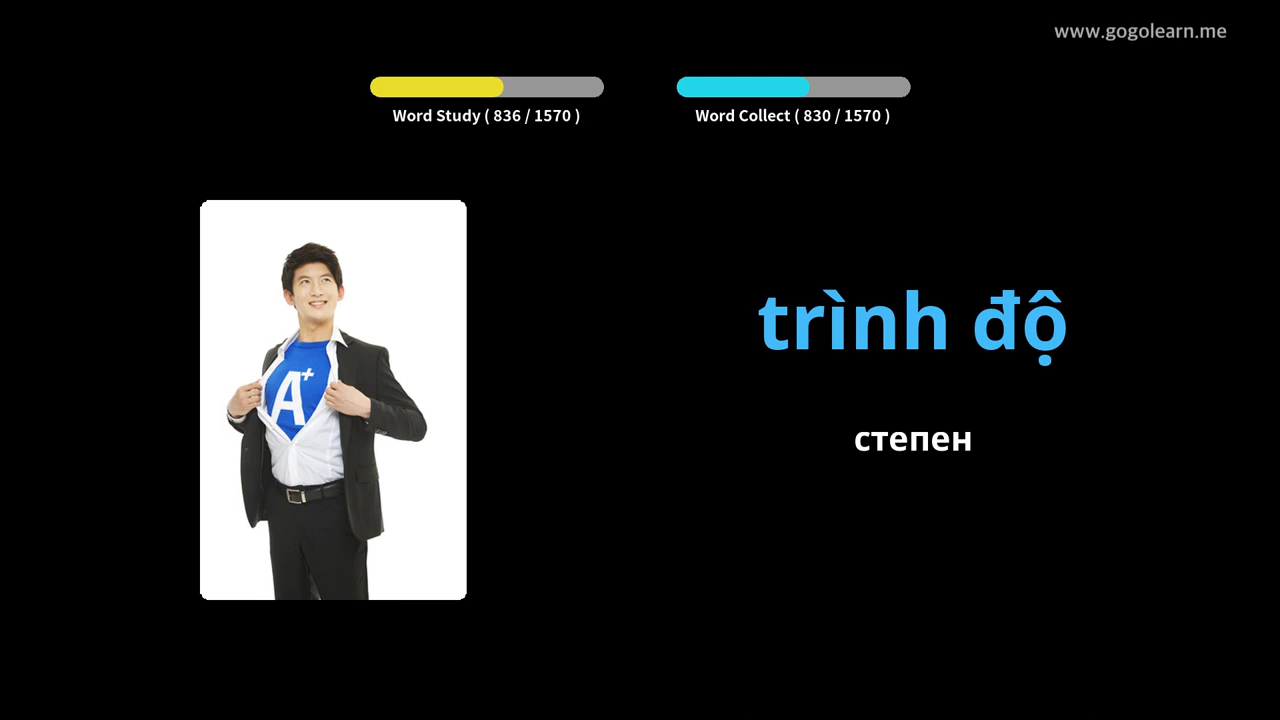 www.gogolearn.me
Word Study ( 836 / 1570 )
Word Collect ( 830 / 1570 )
A+
trình độ
степен